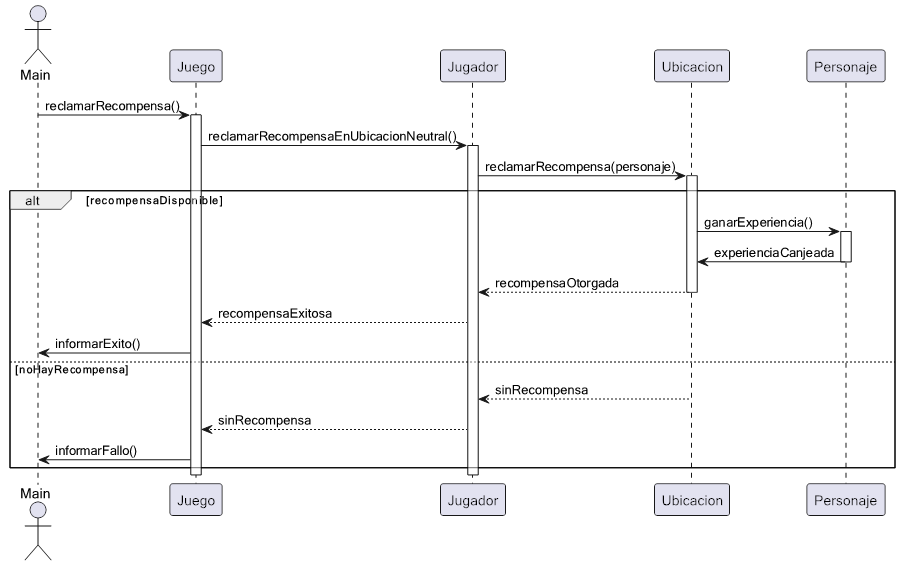 Main
Juego
Jugador
Ubicacion
Personaje
reclamarRecompensa()
reclamarRecompensaEnUbicacionNeutral()
reclamarRecompensa(personaje)
alt
[recompensaDisponible]
ganarExperiencia()
experienciaCanjeada
recompensaOtorgada
recompensaExitosa
informarExito()
[noHayRecompensa]
sinRecompensa
sinRecompensa
informarFallo()
Main
Juego
Jugador
Ubicacion
Personaje